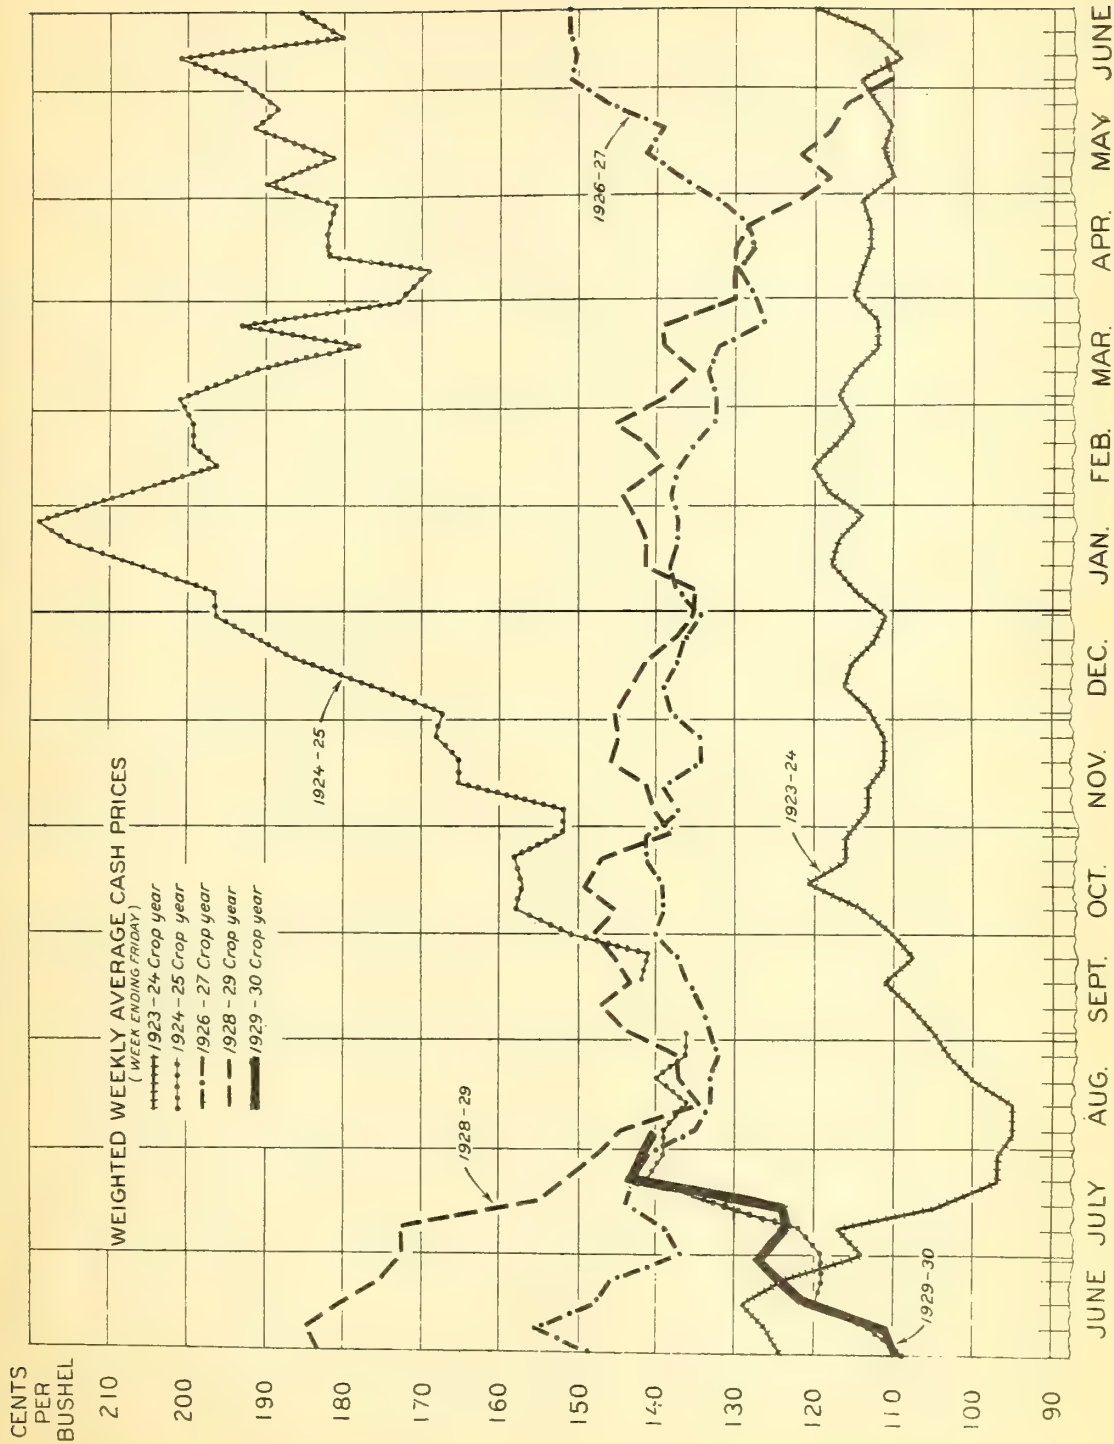 CENTS
PER
BUSHEL
210
200
190
180
170
160
150
140
130
120
110
100
90
WEIGHTED WEEKLY AVERAGE CASH PRICES
( WEEK ENDING FRIDAY )
1923-24 Crop year
1924-25 Crop year
1926-27 Crop year
1928-29 Crop year
1929-30 Crop year
1924-25
1926-27
1928-29
1923-24
1929-30
JUNE JULY AUG. SEPT. OCT. NOV. DEC. JAN. FEB. MAR. APR. MAY JUNE